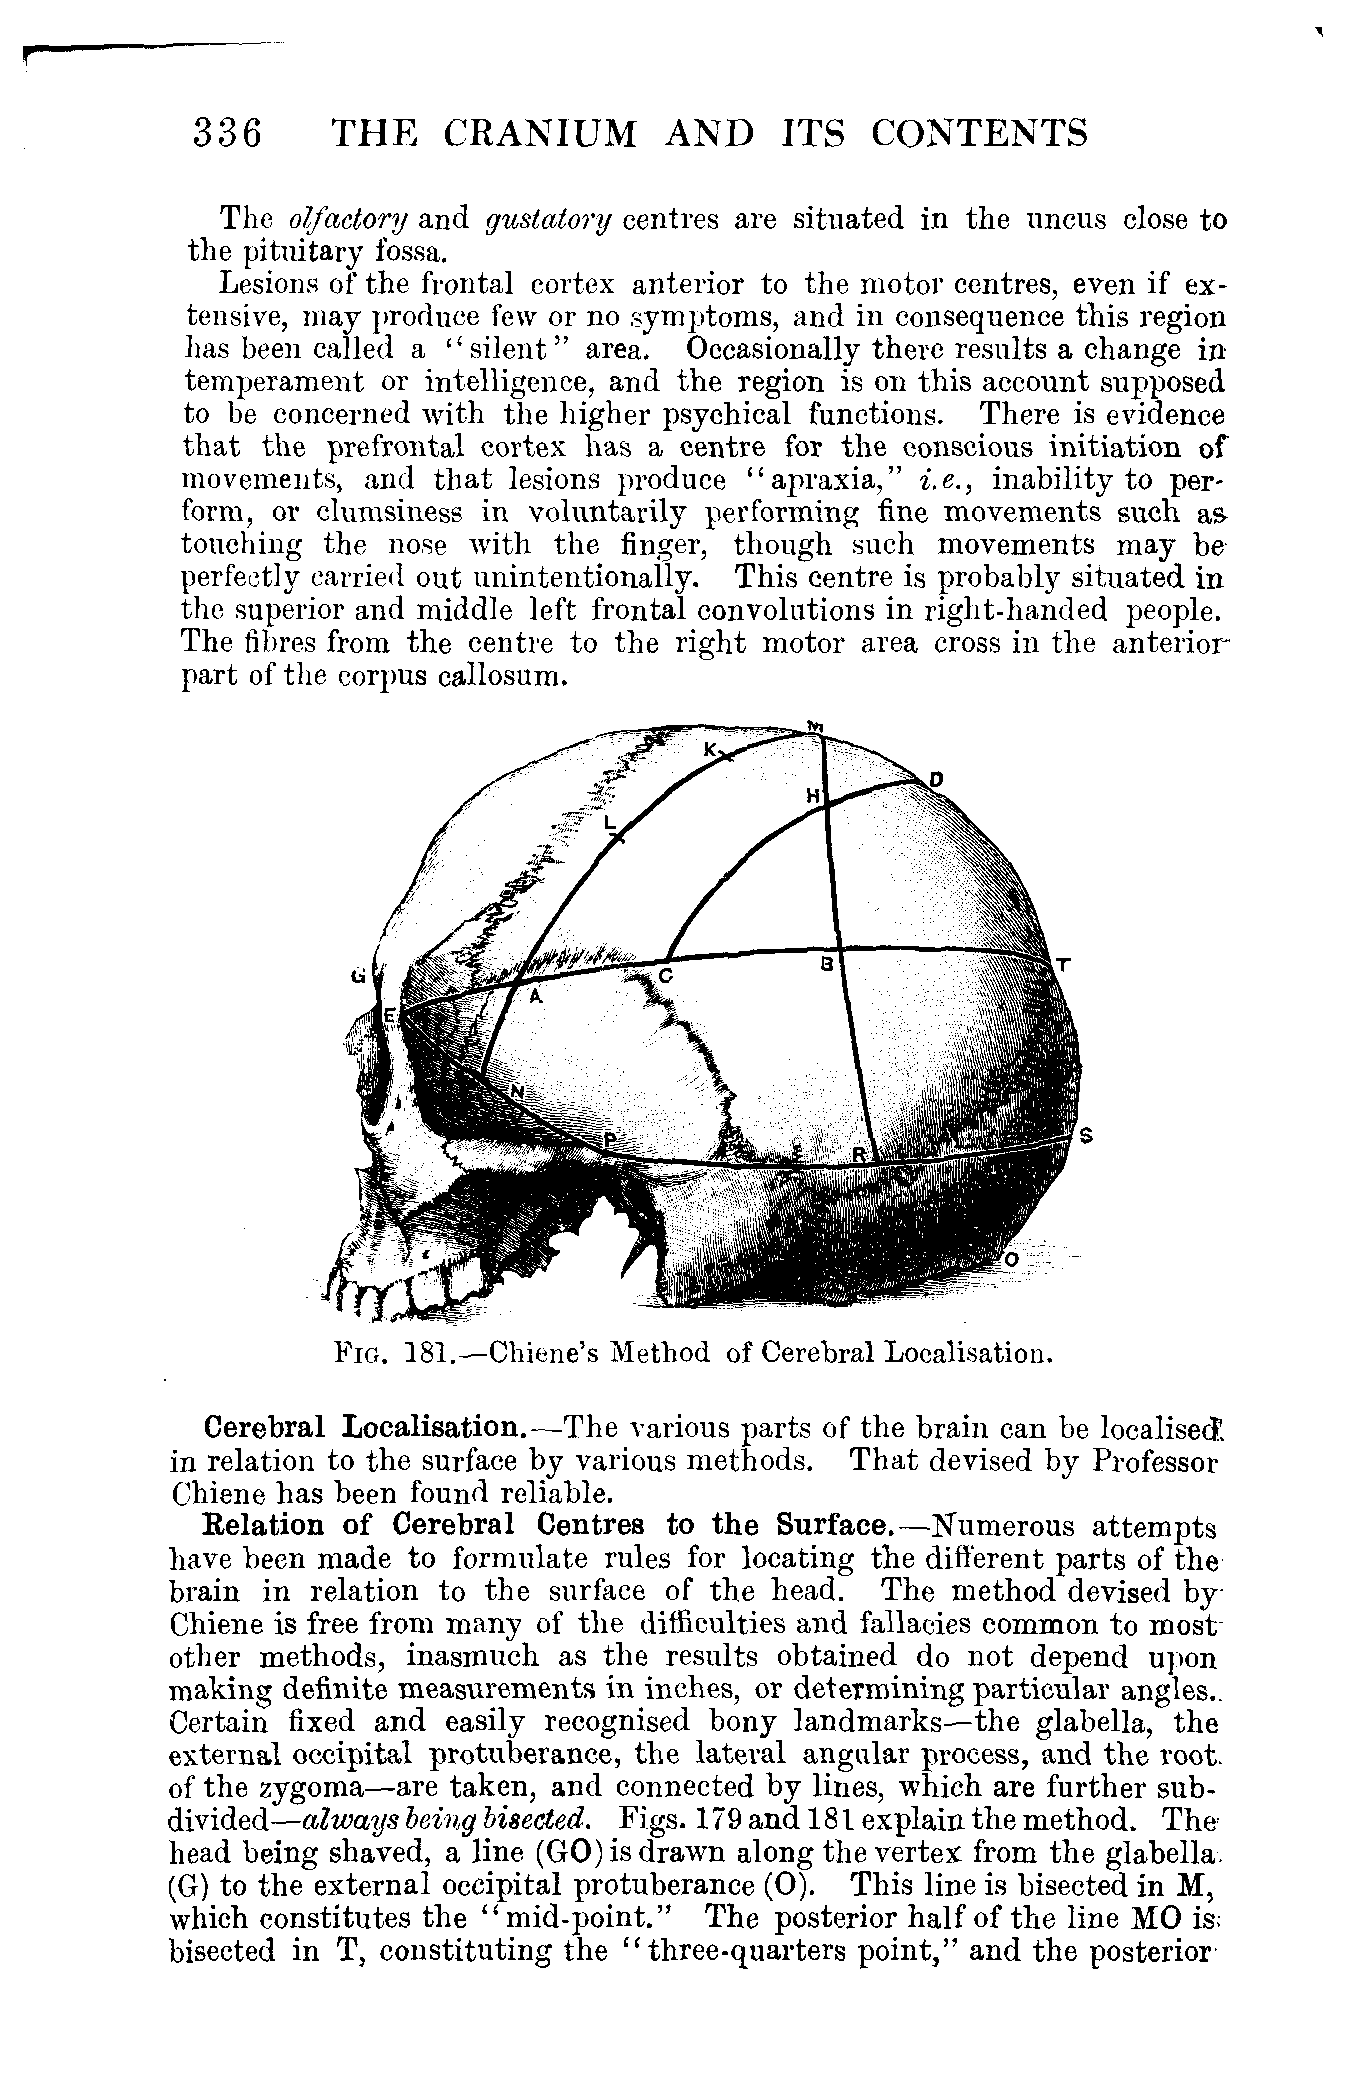 336 THE CRANIUM AND ITS CONTENTS
The olfactory and gustatory centres are situated in the uncus close to
the pituitary fossa.
Lesions of the frontal cortex anterior to the motor centres, even if ex-
tensive, may produce few or no symptoms, and in consequence this region
has been called a “silent” area. Occasionally there results a change in
temperament or intelligence, and the region is on this account supposed
to be concerned with the higher psychical functions. There is evidence
that the prefrontal cortex has a centre for the conscious initiation of
movements, and that lesions produce “apraxia,” i.e., inability to per-
form, or clumsiness in voluntarily performing fine movements such as
touching the nose with the finger, though such movements may be
perfectly carried out unintentionally. This centre is probably situated in
the superior and middle left frontal convolutions in right-handed people.
The fibres from the centre to the right motor area cross in the anterior
part of the corpus callosum.
M
K
D
H
L
G
C
B
T
A
E
N
P
R
S
O
FIG. 181.—Chiene's Method of Cerebral Localisation.
Cerebral Localisation.—The various parts of the brain can be localised
in relation to the surface by various methods. That devised by Professor
Chiene has been found reliable.
Relation of Cerebral Centres to the Surface.—Numerous attempts
have been made to formulate rules for locating the different parts of the
brain in relation to the surface of the head. The method devised by
Chiene is free from many of the difficulties and fallacies common to most
other methods, inasmuch as the results obtained do not depend upon
making definite measurements in inches, or determining particular angles.
Certain fixed and easily recognised bony landmarks—the glabella, the
external occipital protuberance, the lateral angular process, and the root
of the zygoma—are taken, and connected by lines, which are further sub-
divided—always being bisected. Figs. 179 and 181 explain the method. The
head being shaved, a line (GO) is drawn along the vertex from the glabella
(G) to the external occipital protuberance (O). This line is bisected in M,
which constitutes the “mid-point.” The posterior half of the line MO is
bisected in T, constituting the “three-quarters point,” and the posterior